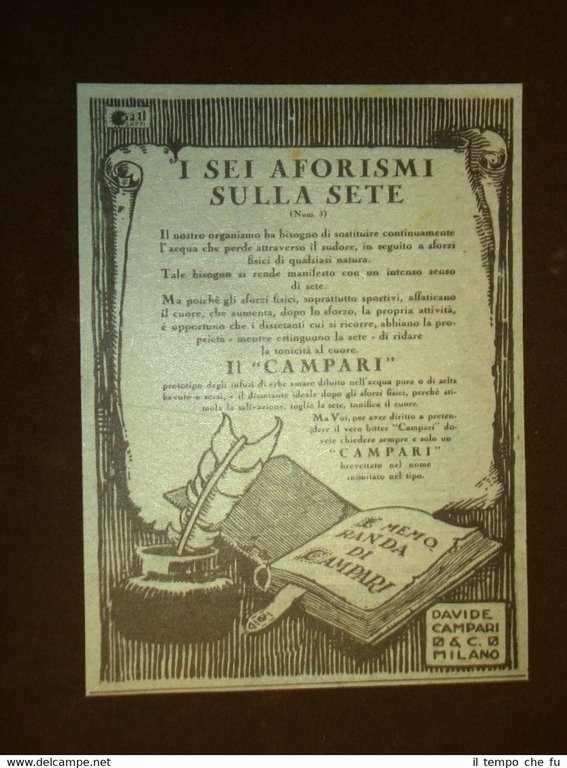 I SEI AFORISMI
SULLA SETE
(Num. 3)
Il nostro organismo ha bisogno di sostituire continuamente
l'acqua che perde attraverso il sudore, in seguito a sforzi
fisici di qualsiasi natura.
Tale bisogno si rende manifesto con un intenso senso
di sete.
Ma poichè gli sforzi fisici, soprattutto sportivi, affaticano
il cuore, che aumenta, dopo lo sforzo, la propria attività,
è opportuno che i dissetanti cui si ricorre, abbiano la pro-
prietà - mentre estinguono la sete - di ridare
la tonicità al cuore.
Il "CAMPARI"
prototipo degli infusi di erbe amare diluito nell'acqua pura o di seltz
bevuto a sorsi, è il dissetante ideale dopo gli sforzi fisici, perchè sti-
mola la salivazione, toglie la sete, tonifica il cuore.
Ma Voi, per aver diritto a preten-
dere il vero bitter "Campari" do-
vete chiedere sempre e solo un
"CAMPARI"
brevettato nel nome
inimitato nel tipo.
MEMO
RANDA
DI
CAMPARI
DAVIDE
CAMPARI
& C.
MILANO
maremagnum.com
il tempo che fu